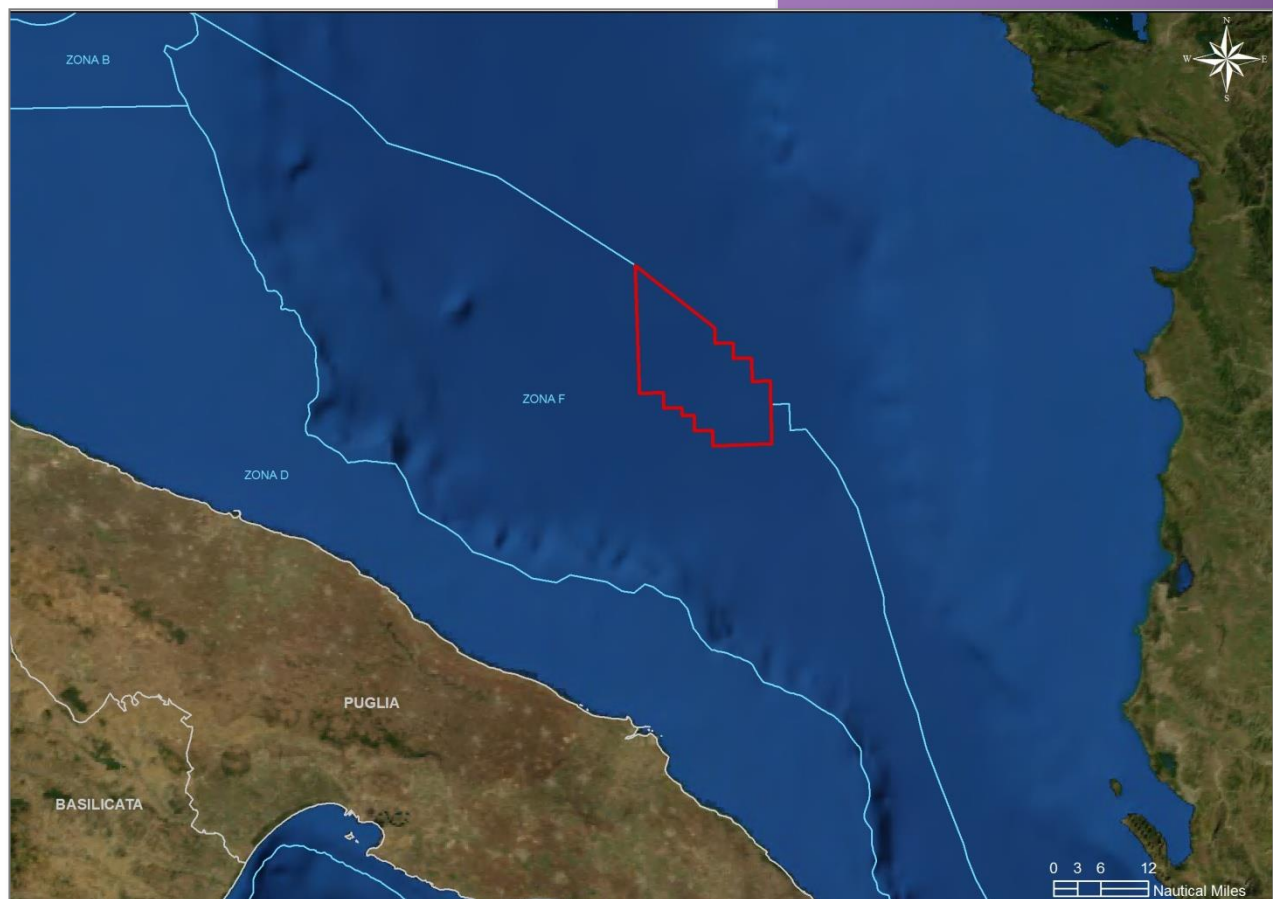 N
W E
S
ZONA B
ZONA F
ZONA D
PUGLIA
BASILICATA
0 3 6 12
Nautical Miles